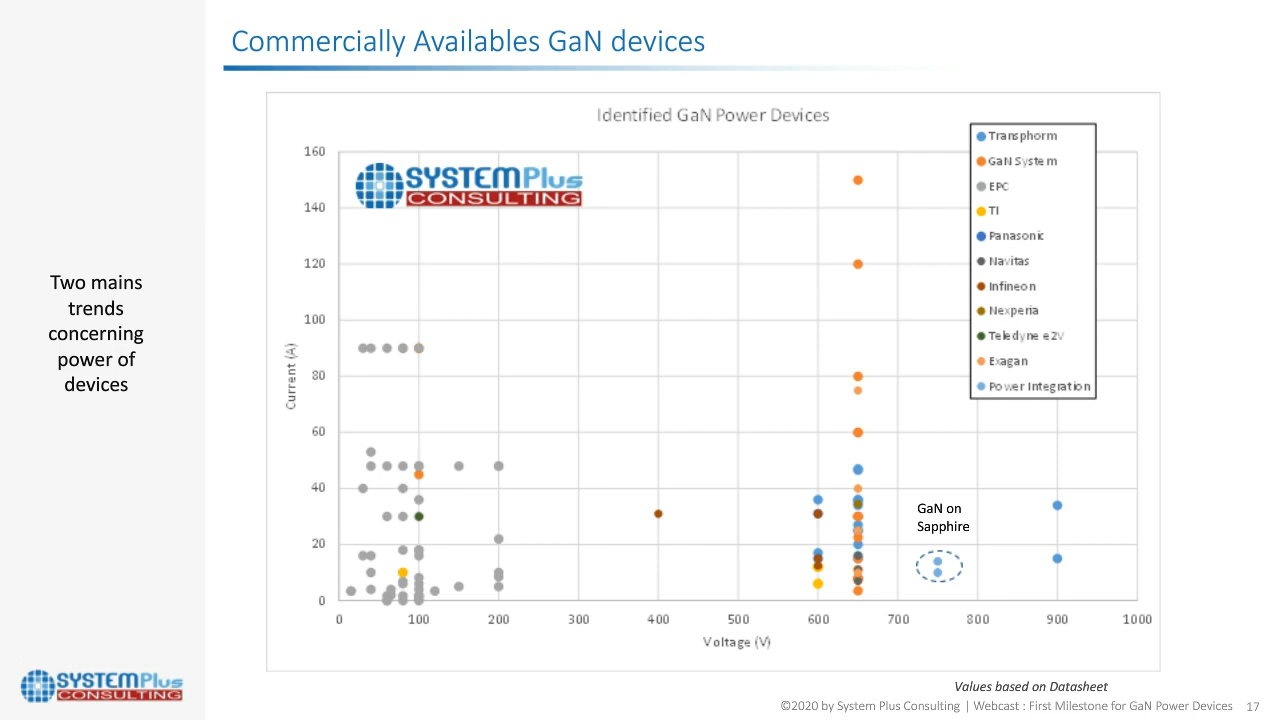 Commercially Availables GaN devices
Two mains
trends
concerning
power of
devices
Identified GaN Power Devices
SYSTEMPlus
CONSULTING
Transphorm
GaN System
EPC
TI
Panasonic
Navitas
Infineon
Nexperia
Teledyne e2V
Exagan
Power Integration
160
140
120
100
80
60
40
20
0
Current (A)
GaN on
Sapphire
0 100 200 300 400 500 600 700 800 900 1000
Voltage (V)
Values based on Datasheet
SYSTEMPlus
CONSULTING
©2020 by System Plus Consulting | Webcast : First Milestone for GaN Power Devices 17